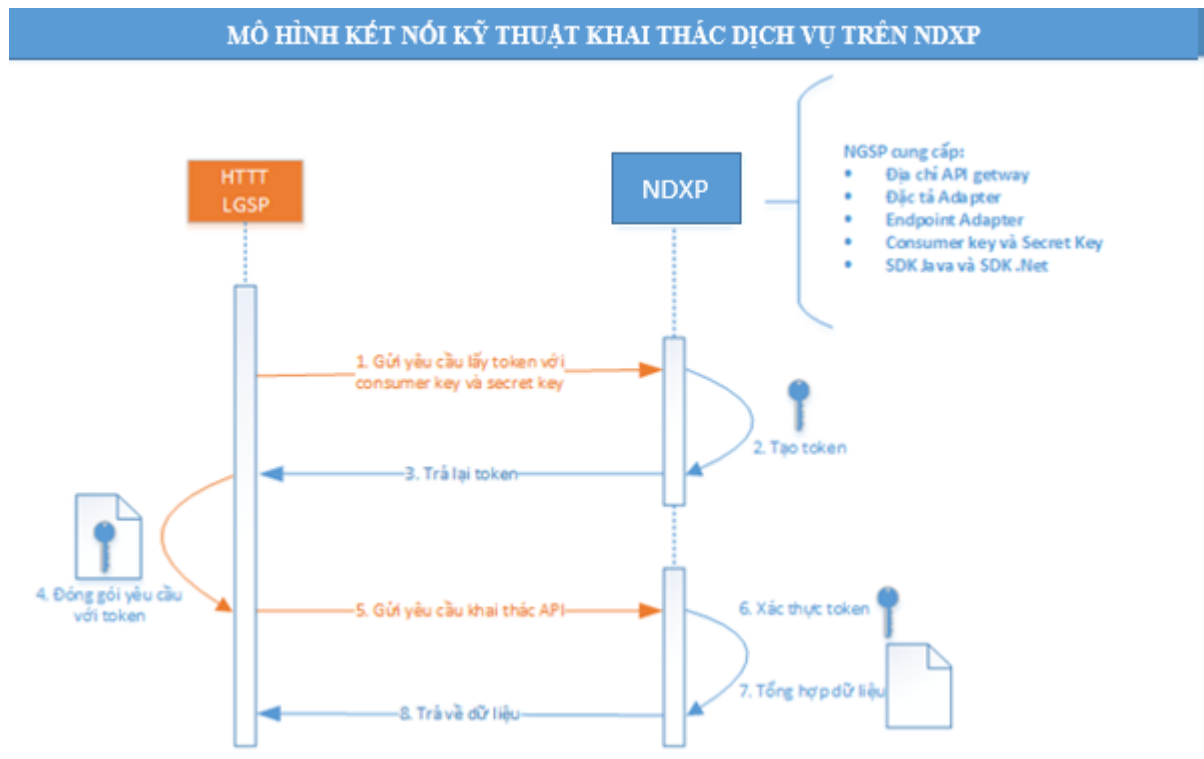 MÔ HÌNH KẾT NỐI KỸ THUẬT KHAI THÁC DỊCH VỤ TRÊN NDXP
HTTT
LGSP
NDXP
NGSP cung cấp:
• Địa chỉ API getway
• Đặc tả Adapter
• Endpoint Adapter
• Consumer key và Secret Key
• SDK Java và SDK .Net
1. Gửi yêu cầu lấy token với
consumer key và secret key
2. Tạo token
3. Trả lại token
4. Đóng gói yêu cầu
với token
5. Gửi yêu cầu khai thác API
6. Xác thực token
7. Tổng hợp dữ liệu
8. Trả về dữ liệu